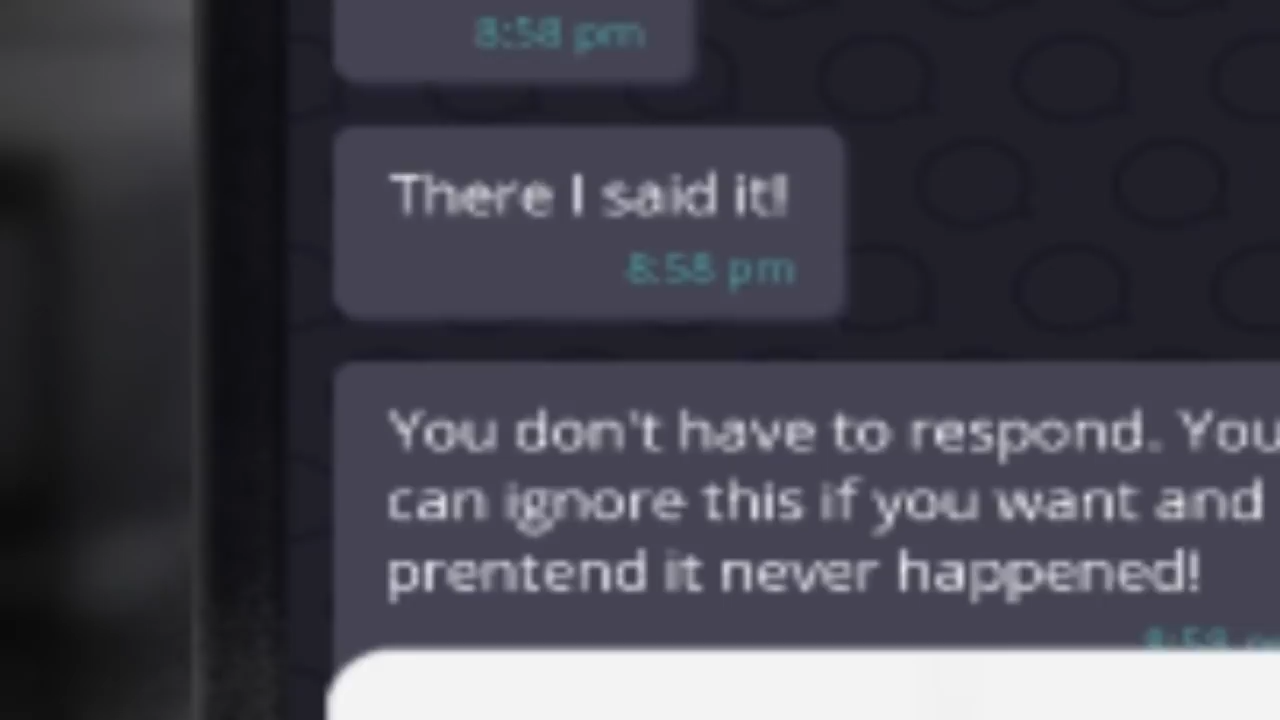 8:58 pm
There I said it!
8:58 pm
You don't have to respond. You
can ignore this if you want and
prentend it never happened!